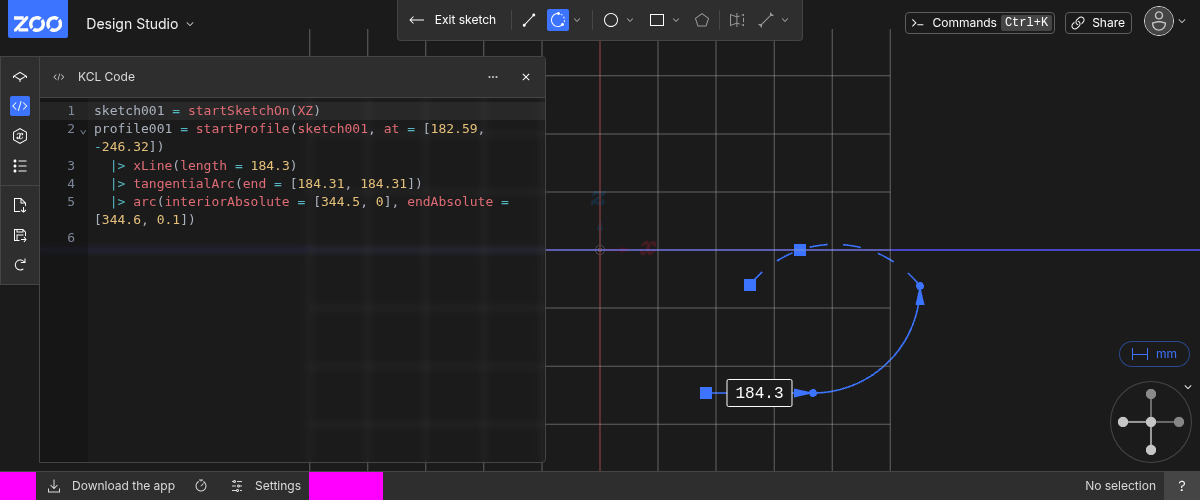 ZOO
Design Studio
Exit sketch
Commands Ctrl+K
Share
KCL Code
1 sketch001 = startSketchOn(XZ)
2 profile001 = startProfile(sketch001, at = [182.59,
-246.32])
3 |> xLine(length = 184.3)
4 |> tangentialArc(end = [184.31, 184.31])
5 |> arc(interiorAbsolute = [344.5, 0], endAbsolute =
[344.6, 0.1])
6
z
x
184.3
mm
Download the app
Settings
No selection
?